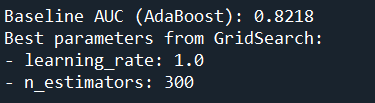 Baseline AUC (AdaBoost): 0.8218
Best parameters from GridSearch:
- learning_rate: 1.0
- n_estimators: 300